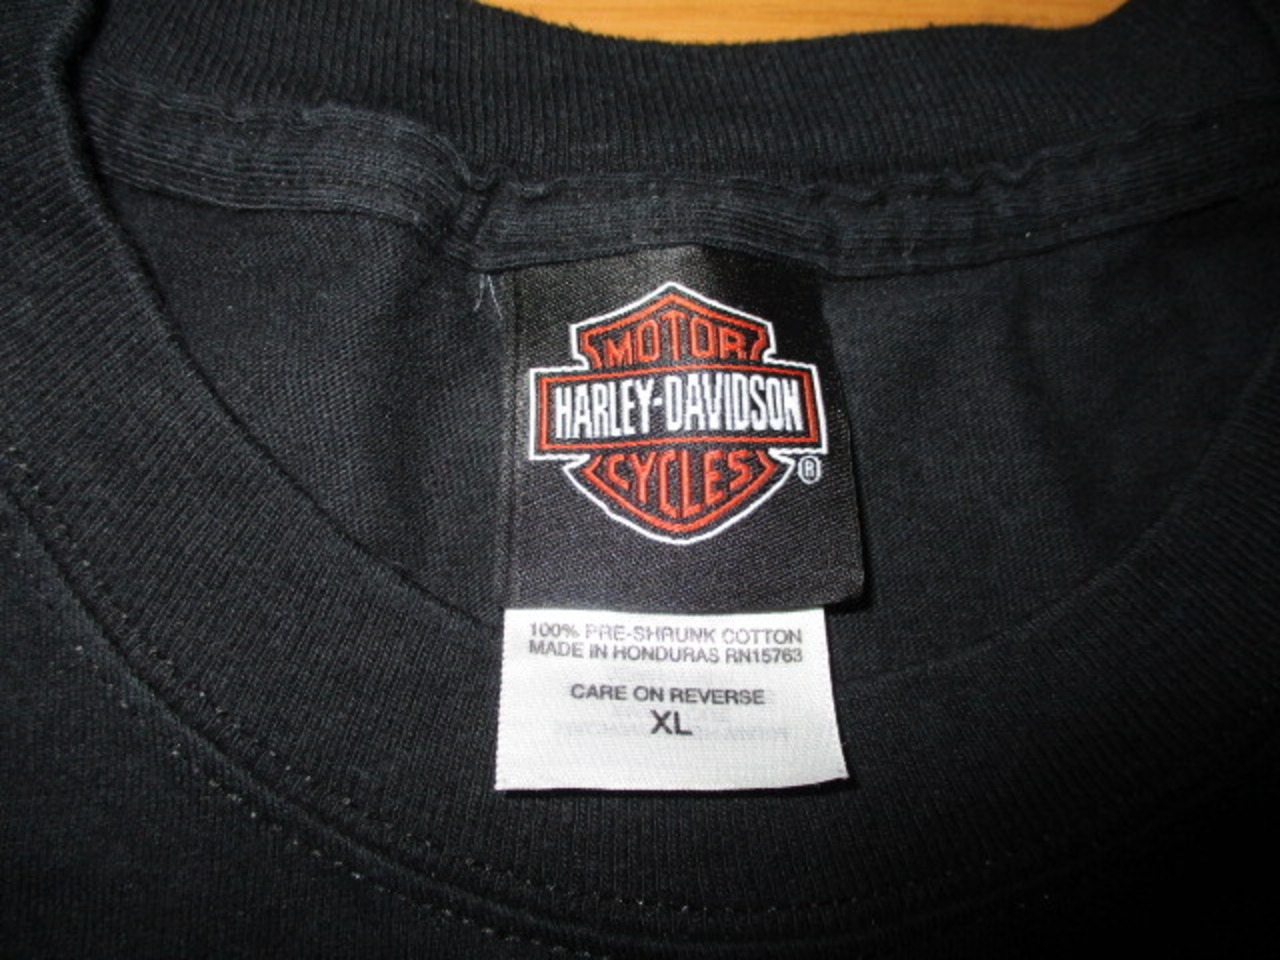 MOTOR
HARLEY-DAVIDSON
CYCLES ®
100% PRE-SHRUNK COTTON
MADE IN HONDURAS RN15763
CARE ON REVERSE
XL